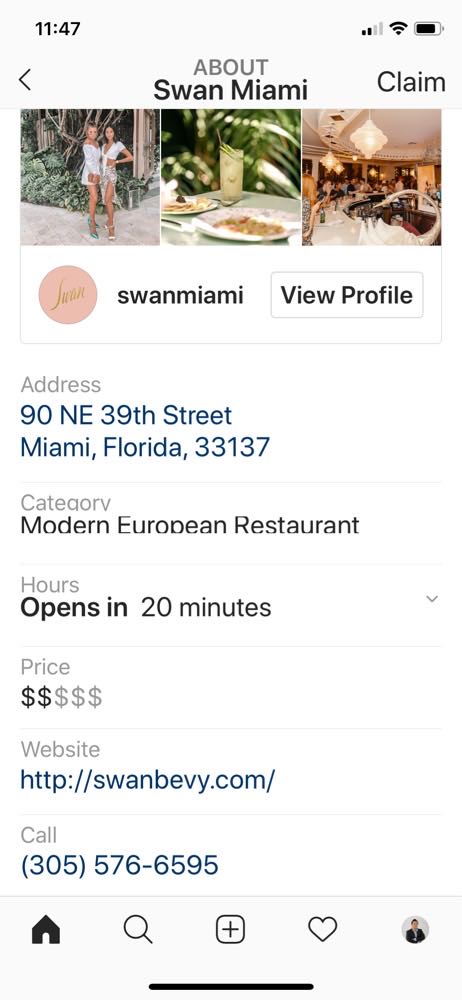 11:47
ABOUT
Swan Miami
Claim
Swan
swanmiami
View Profile
Address
90 NE 39th Street
Miami, Florida, 33137
Category
Modern European Restaurant
Hours
Opens in 20 minutes
Price
$$$$$
Website
http://swanbevy.com/
Call
(305) 576-6595